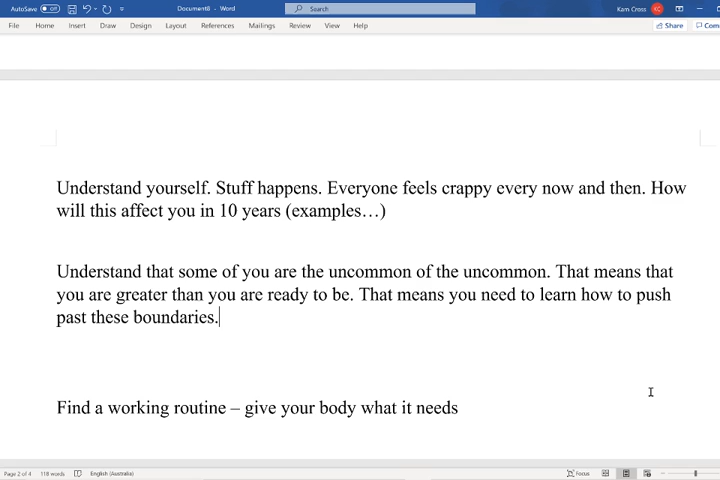 AutoSave Off Document8 - Word Search Kam Cross KC
File Home Insert Draw Design Layout References Mailings Review View Help Share Com
Understand yourself. Stuff happens. Everyone feels crappy every now and then. How
will this affect you in 10 years (examples…)
Understand that some of you are the uncommon of the uncommon. That means that
you are greater than you are ready to be. That means you need to learn how to push
past these boundaries.
Find a working routine – give your body what it needs
Page 2 of 4 118 words English (Australia) Focus